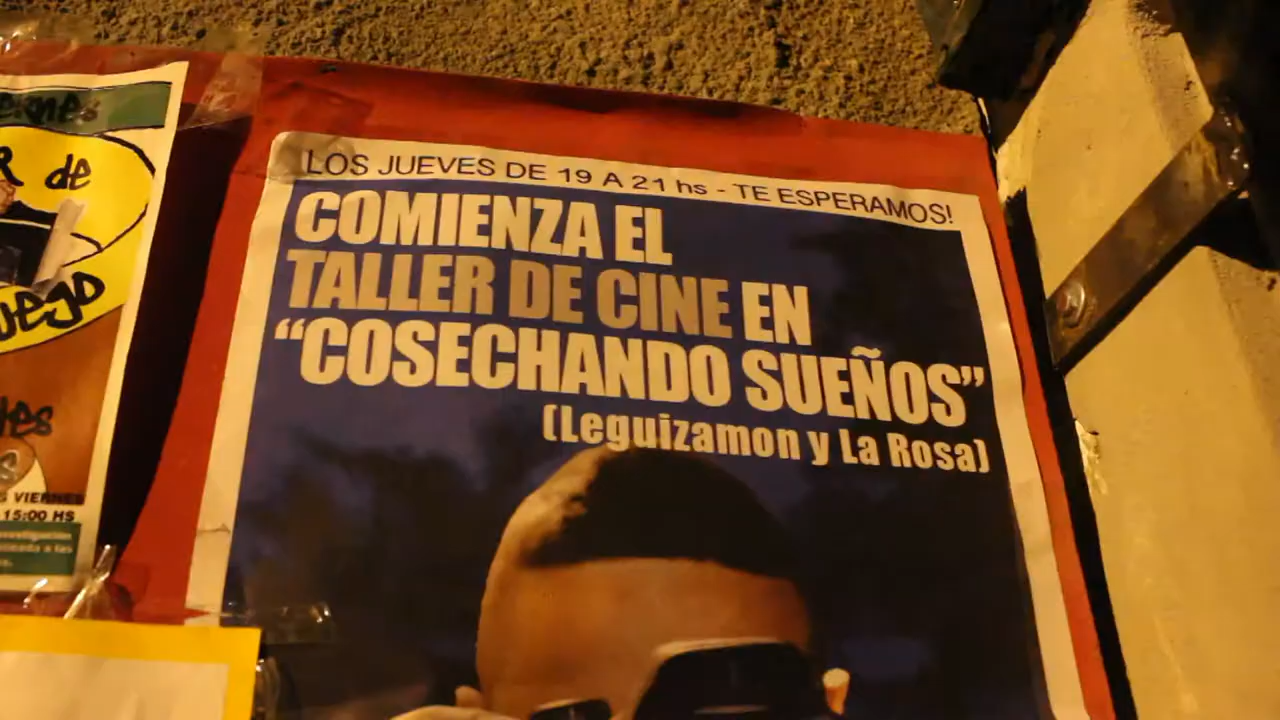 LOS JUEVES DE 19 A 21 hs - TE ESPERAMOS!
COMIENZA EL
TALLER DE CINE EN
“COSECHANDO SUEÑOS”
(Leguizamon y La Rosa)
R de
VIERNES
15:00 HS